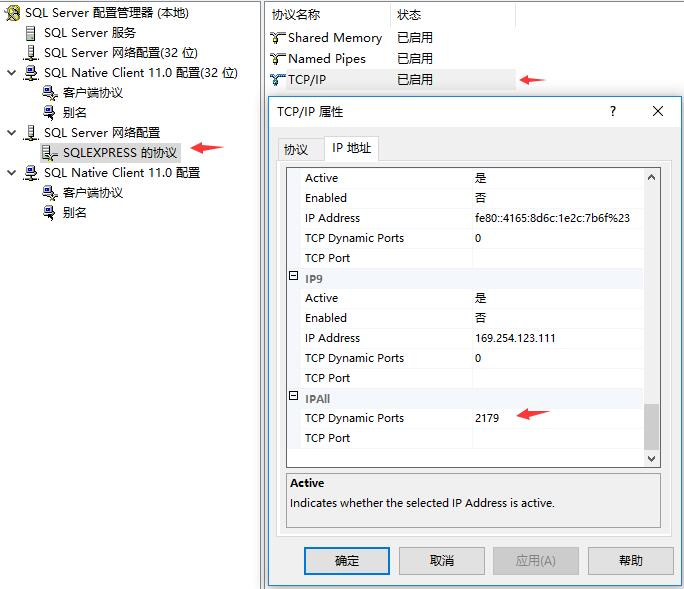 SQL Server 配置管理器 (本地)
SQL Server 服务
SQL Server 网络配置(32 位)
SQL Native Client 11.0 配置(32 位)
客户端协议
别名
SQL Server 网络配置
SQLEXPRESS 的协议
SQL Native Client 11.0 配置
客户端协议
别名
协议名称 状态
Shared Memory 已启用
Named Pipes 已启用
TCP/IP 已启用
TCP/IP 属性 ?
协议 IP 地址
Active 是
Enabled 否
IP Address fe80::4165:8d6c:1e2c:7b6f%23
TCP Dynamic Ports 0
TCP Port
IP9
Active 是
Enabled 否
IP Address 169.254.123.111
TCP Dynamic Ports 0
TCP Port
IPAll
TCP Dynamic Ports 2179
TCP Port
Active
Indicates whether the selected IP Address is active.
确定 取消 应用(A) 帮助